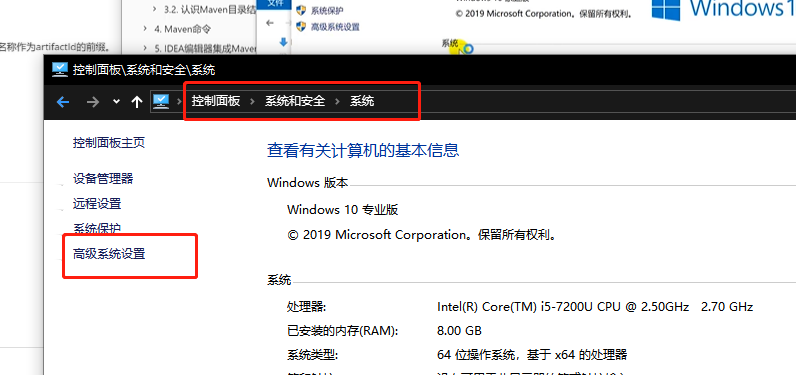 3.2. 认识Maven目录结
4. Maven命令
5. IDEA编辑器集成Maven
名称作为artifactId的前缀。
文件
系统保护
高级系统设置
Windows 10 专业版
© 2019 Microsoft Corporation。保留所有权利。
系统
Windows 1
控制面板\系统和安全\系统
控制面板 > 系统和安全 > 系统
控制面板主页
设备管理器
远程设置
系统保护
高级系统设置
查看有关计算机的基本信息
Windows 版本
Windows 10 专业版
© 2019 Microsoft Corporation。保留所有权利。
系统
处理器: Intel(R) Core(TM) i5-7200U CPU @ 2.50GHz 2.70 GHz
已安装的内存(RAM): 8.00 GB
系统类型: 64 位操作系统，基于 x64 的处理器